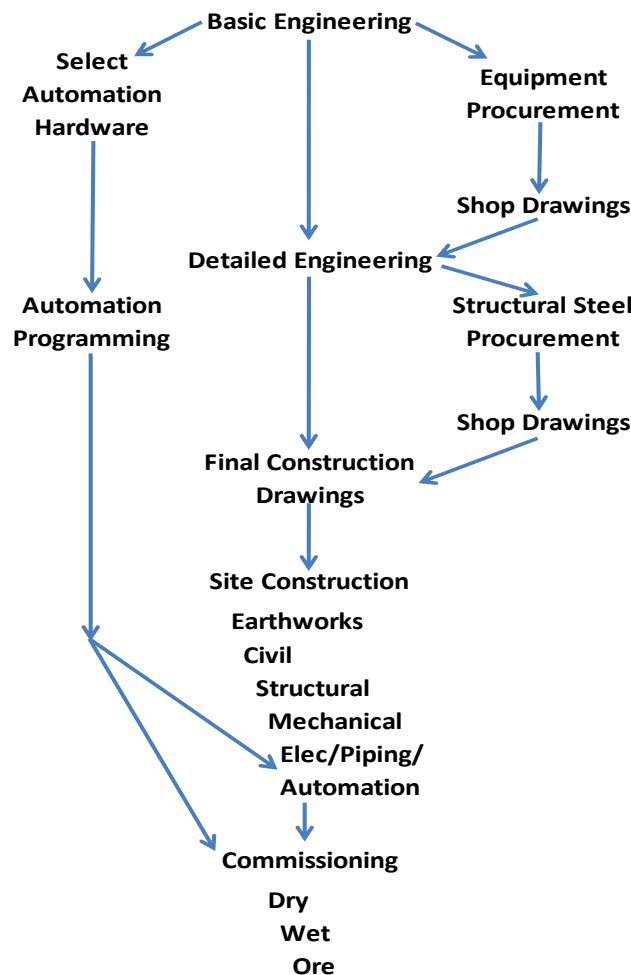 Basic Engineering
Select
Automation
Hardware
Equipment
Procurement
Shop Drawings
Detailed Engineering
Automation
Programming
Structural Steel
Procurement
Shop Drawings
Final Construction
Drawings
Site Construction
Earthworks
Civil
Structural
Mechanical
Elec/Piping/
Automation
Commissioning
Dry
Wet
Ore